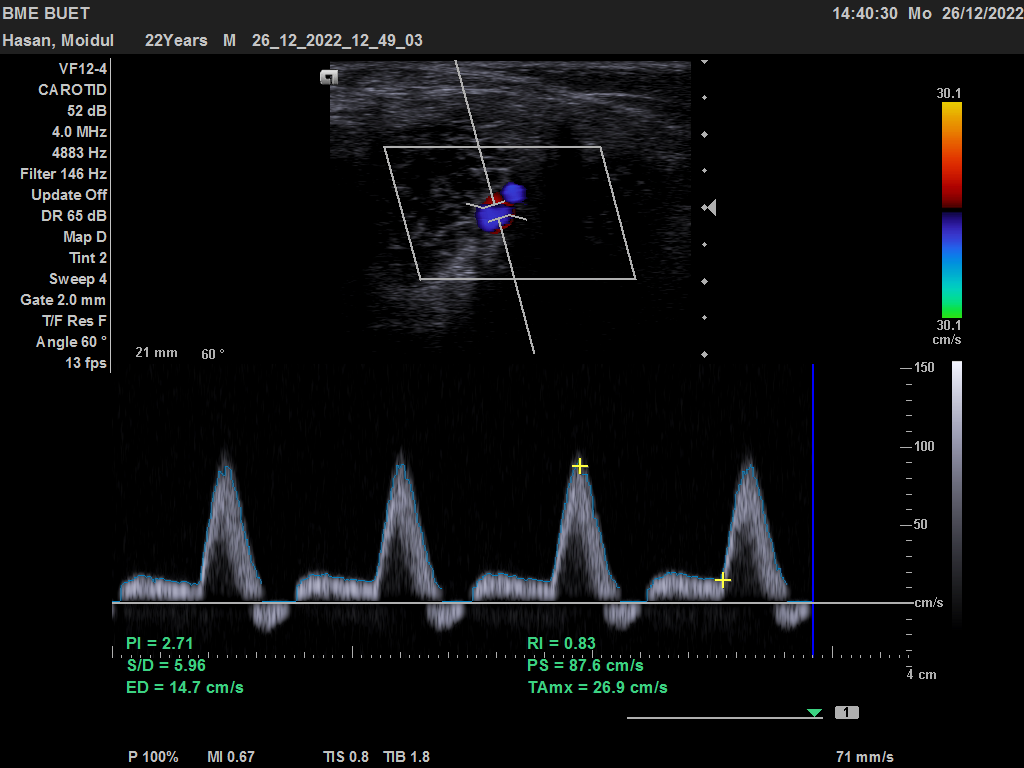 BME BUET
14:40:30 Mo 26/12/2022
Hasan, Moidul 22Years M 26_12_2022_12_49_03
VF12-4
CAROTID
52 dB
4.0 MHz
4883 Hz
Filter 146 Hz
Update Off
DR 65 dB
Map D
Tint 2
Sweep 4
Gate 2.0 mm
T/F Res F
Angle 60 °
13 fps
21 mm 60 °
30.1
30.1
cm/s
150
100
50
cm/s
4 cm
PI = 2.71
S/D = 5.96
ED = 14.7 cm/s
RI = 0.83
PS = 87.6 cm/s
TAmx = 26.9 cm/s
1
P 100% MI 0.67 TIS 0.8 TIB 1.8 71 mm/s